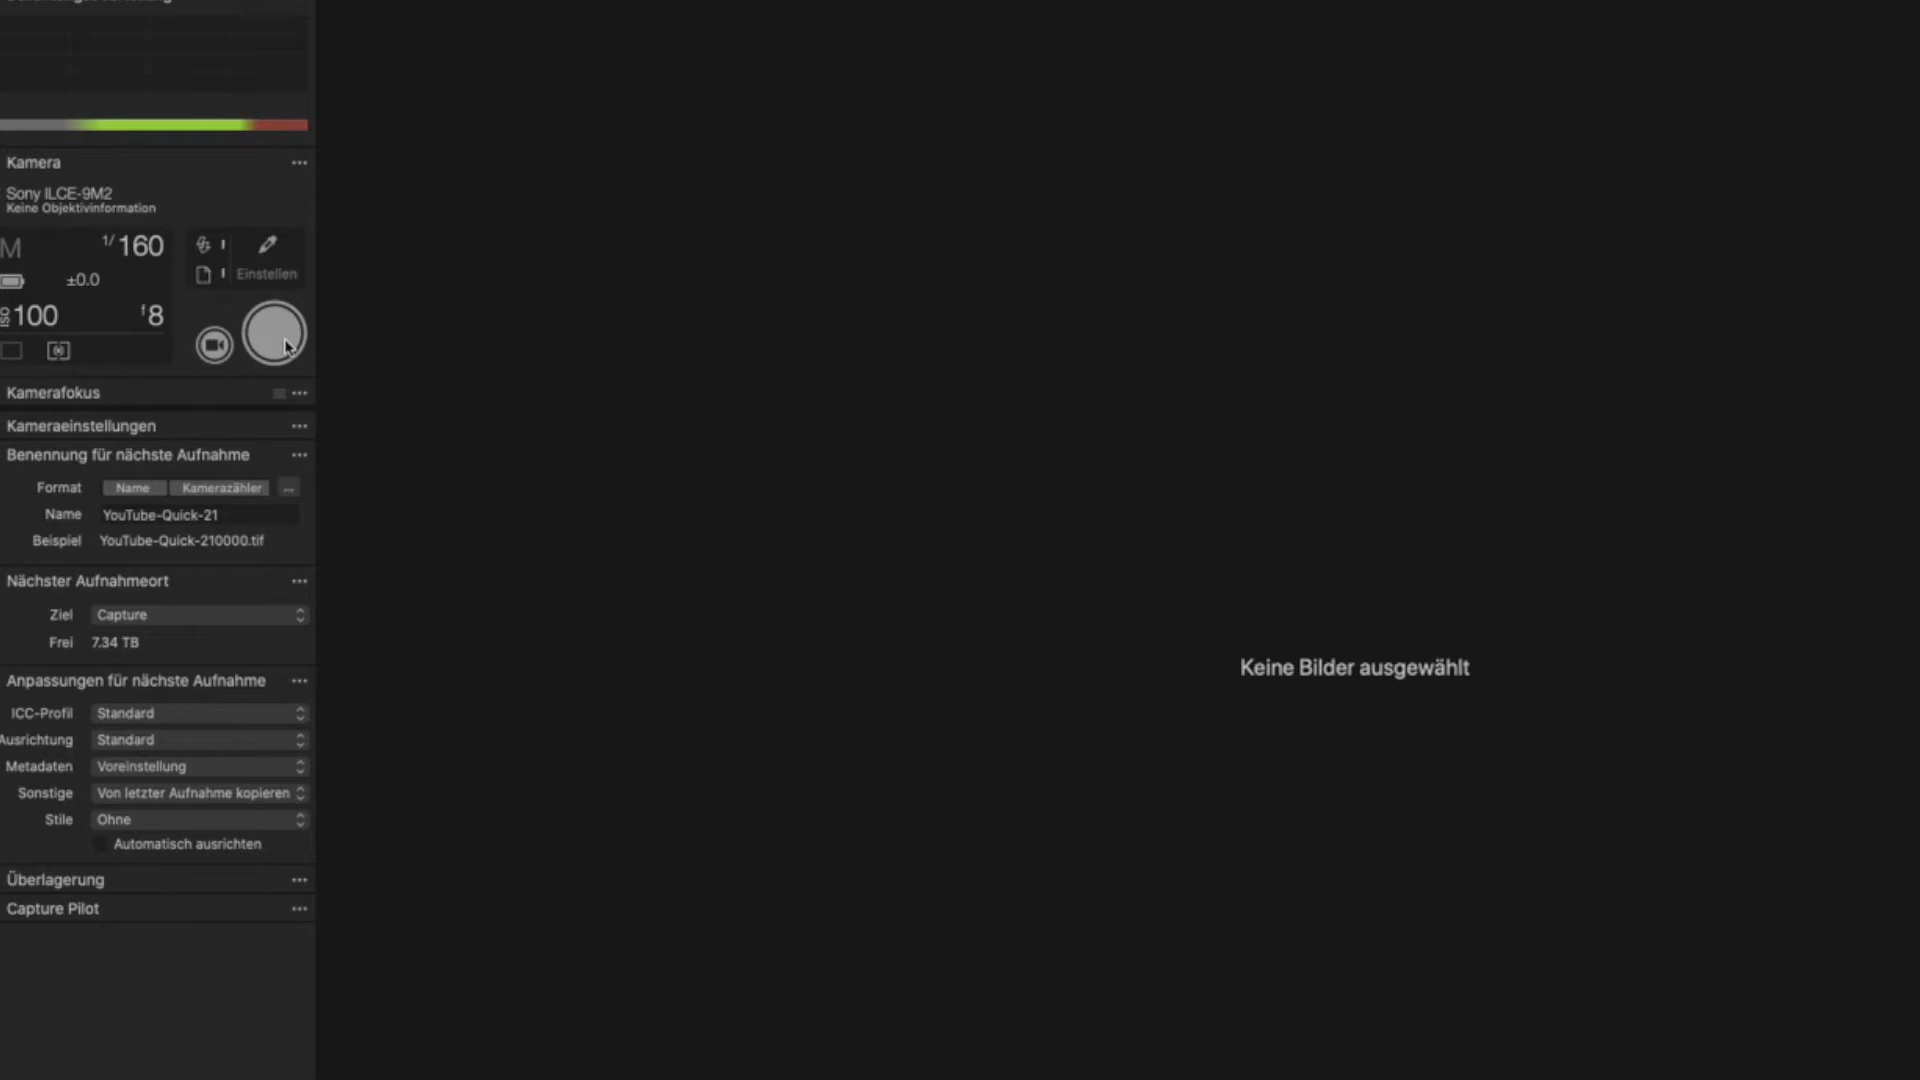 Kamera
Sony ILCE-9M2
Keine Objektivinformation
M 1/160
±0.0
Einstellen
ISO 100 f8
Kamerafokus
Kameraeinstellungen
Benennung für nächste Aufnahme
Format Name Kamerazähler ...
Name YouTube-Quick-21
Beispiel YouTube-Quick-210000.tif
Nächster Aufnahmeort
Ziel Capture
Frei 7.34 TB
Keine Bilder ausgewählt
Anpassungen für nächste Aufnahme
ICC-Profil Standard
Ausrichtung Standard
Metadaten Voreinstellung
Sonstige Von letzter Aufnahme kopieren
Stile Ohne
Automatisch ausrichten
Überlagerung
Capture Pilot